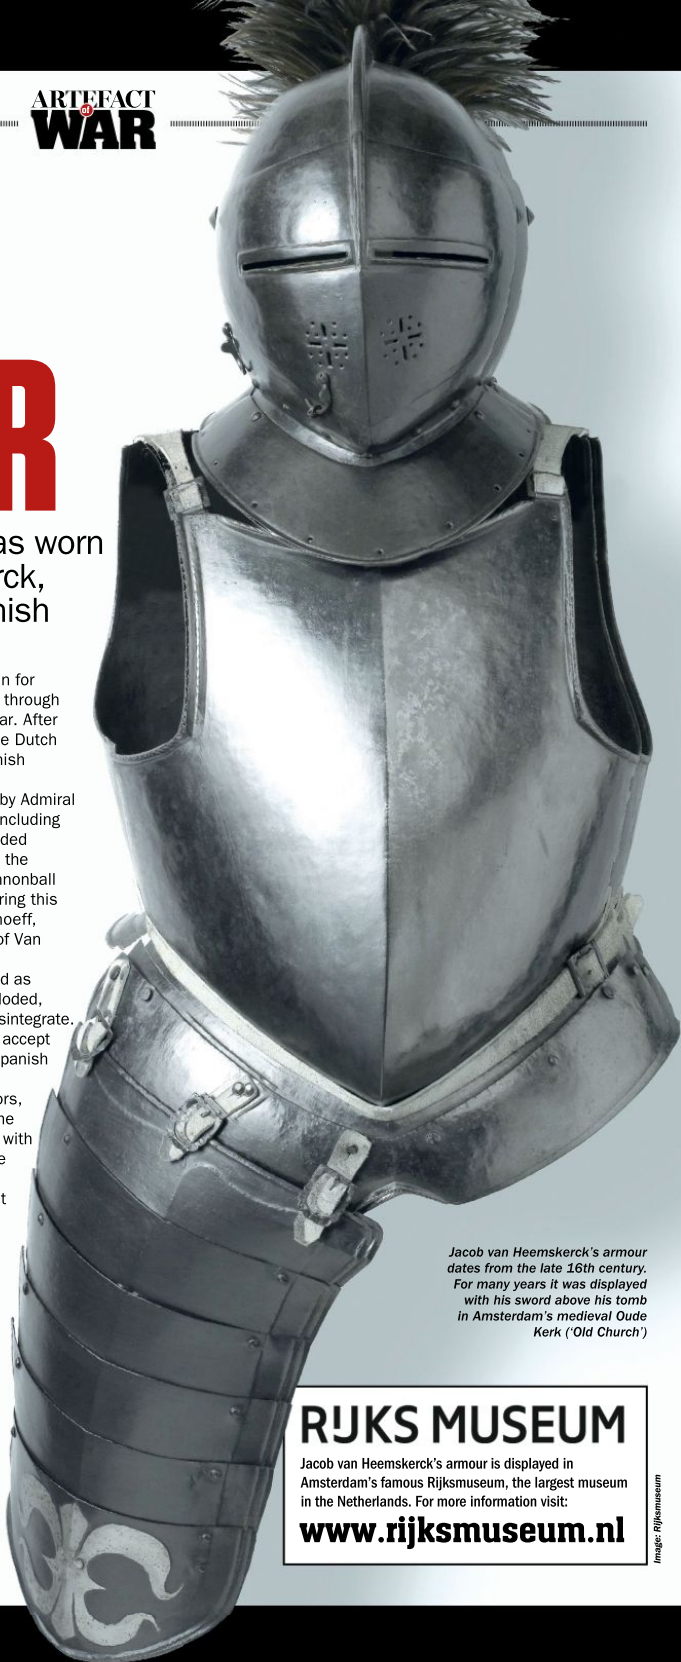 ARTEFACT
of
WAR
R
as worn
rck,
nish
n for
through
ar. After
e Dutch
nish
by Admiral
ncluding
ded
the
nnonball
ring this
hoeff,
of Van
d as
loded,
sintegrate.
accept
panish
ors,
ne
with
e
t
Jacob van Heemskerck’s armour
dates from the late 16th century.
For many years it was displayed
with his sword above his tomb
in Amsterdam’s medieval Oude
Kerk (‘Old Church’)
RIJKS MUSEUM
Jacob van Heemskerck’s armour is displayed in
Amsterdam’s famous Rijksmuseum, the largest museum
in the Netherlands. For more information visit:
www.rijksmuseum.nl
Image: Rijksmuseum